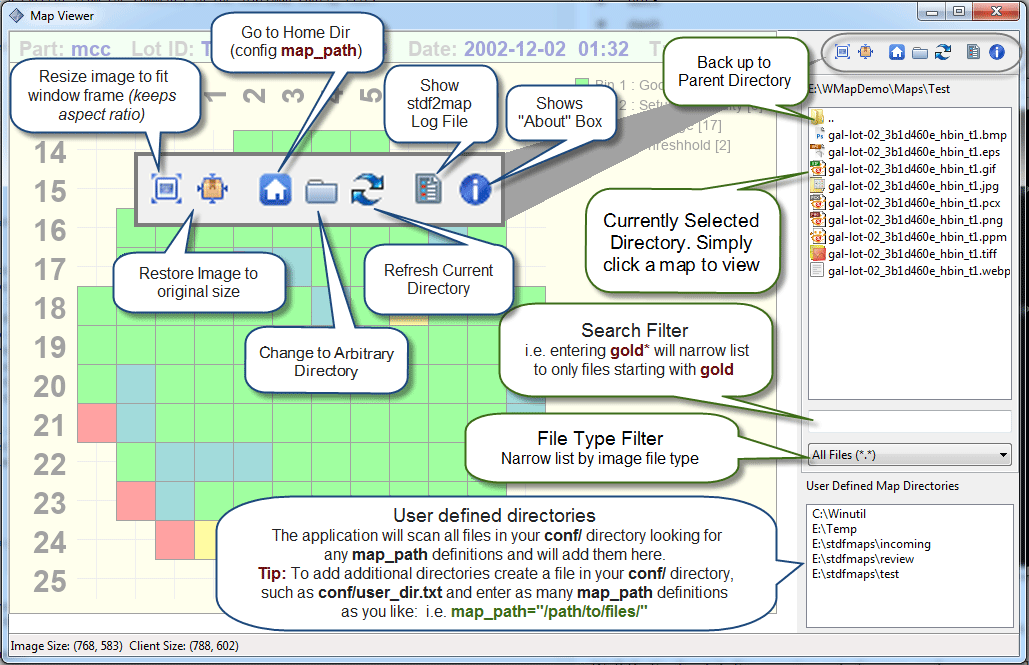 Map Viewer
Part: mcc Lot ID: T
Date: 2002-12-02 01:32 T
Go to Home Dir
(config map_path)
Resize image to fit
window frame (keeps
aspect ratio)
Show
stdf2map
Log File
Shows
"About" Box
Back up to
Parent Directory
1 2 3 4 5
Bin 1 : Goo
2 : Setu
[17]
hreshhold [2]
E:\WMapDemo\Maps\Test
..
gal-lot-02_3b1d460e_hbin_t1.bmp
gal-lot-02_3b1d460e_hbin_t1.eps
gal-lot-02_3b1d460e_hbin_t1.gif
gal-lot-02_3b1d460e_hbin_t1.jpg
gal-lot-02_3b1d460e_hbin_t1.pcx
gal-lot-02_3b1d460e_hbin_t1.png
gal-lot-02_3b1d460e_hbin_t1.ppm
gal-lot-02_3b1d460e_hbin_t1.tiff
gal-lot-02_3b1d460e_hbin_t1.webp
14
15
16
17
18
19
20
21
22
23
24
25
Restore Image to
original size
Refresh Current
Directory
Change to Arbitrary
Directory
Currently Selected
Directory. Simply
click a map to view
Search Filter
i.e. entering gold* will narrow list
to only files starting with gold
File Type Filter
Narrow list by image file type
All Files (*.*)
User Defined Map Directories
C:\Winutil
E:\Temp
E:\stdfmaps\incoming
E:\stdfmaps\review
E:\stdfmaps\test
User defined directories
The application will scan all files in your conf/ directory looking for
any map_path definitions and will add them here.
Tip: To add additional directories create a file in your conf/ directory,
such as conf/user_dir.txt and enter as many map_path definitions
as you like: i.e. map_path="/path/to/files/"
Image Size: (768, 583) Client Size: (788, 602)